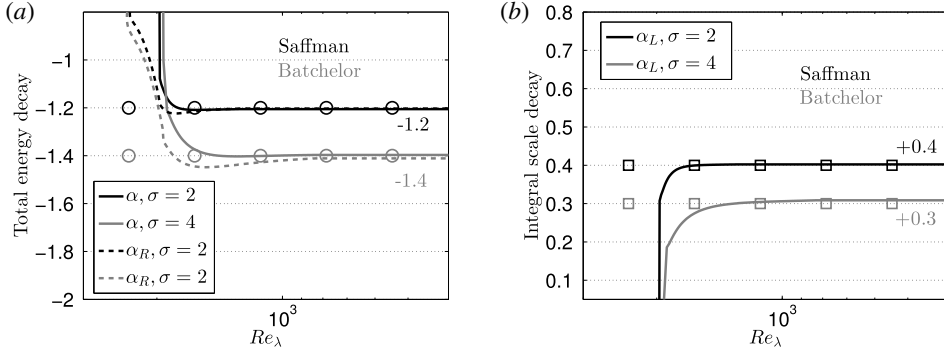 (a)
−1
−1.2
−1.4
−1.6
−1.8
−2
Total energy decay
Saffman
Batchelor
-1.2
-1.4
α, σ = 2
α, σ = 4
α_R, σ = 2
α_R, σ = 2
10^3
Re_λ
(b)
0.8
0.7
0.6
0.5
0.4
0.3
0.2
0.1
Integral scale decay
α_L, σ = 2
α_L, σ = 4
Saffman
Batchelor
+0.4
+0.3
10^3
Re_λ